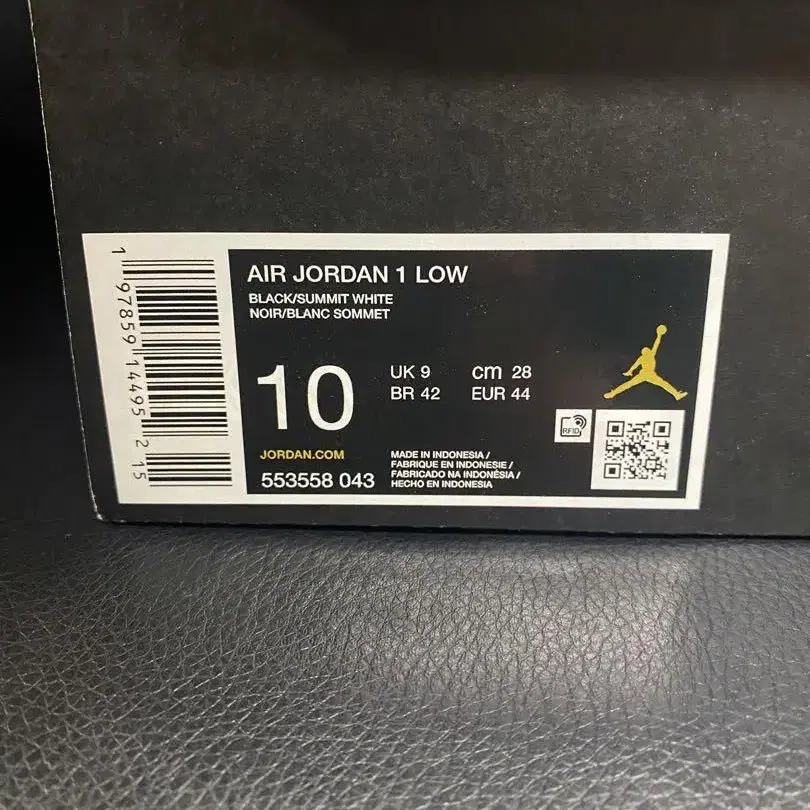 AIR JORDAN 1 LOW
BLACK/SUMMIT WHITE
NOIR/BLANC SOMMET
10
UK 9 cm 28
BR 42 EUR 44
RFID
JORDAN.COM
553558 043
MADE IN INDONESIA /
FABRIQUE EN INDONESIE /
FABRICADO NA INDONÉSIA /
HECHO EN INDONESIA
1 97859 14495 2 15